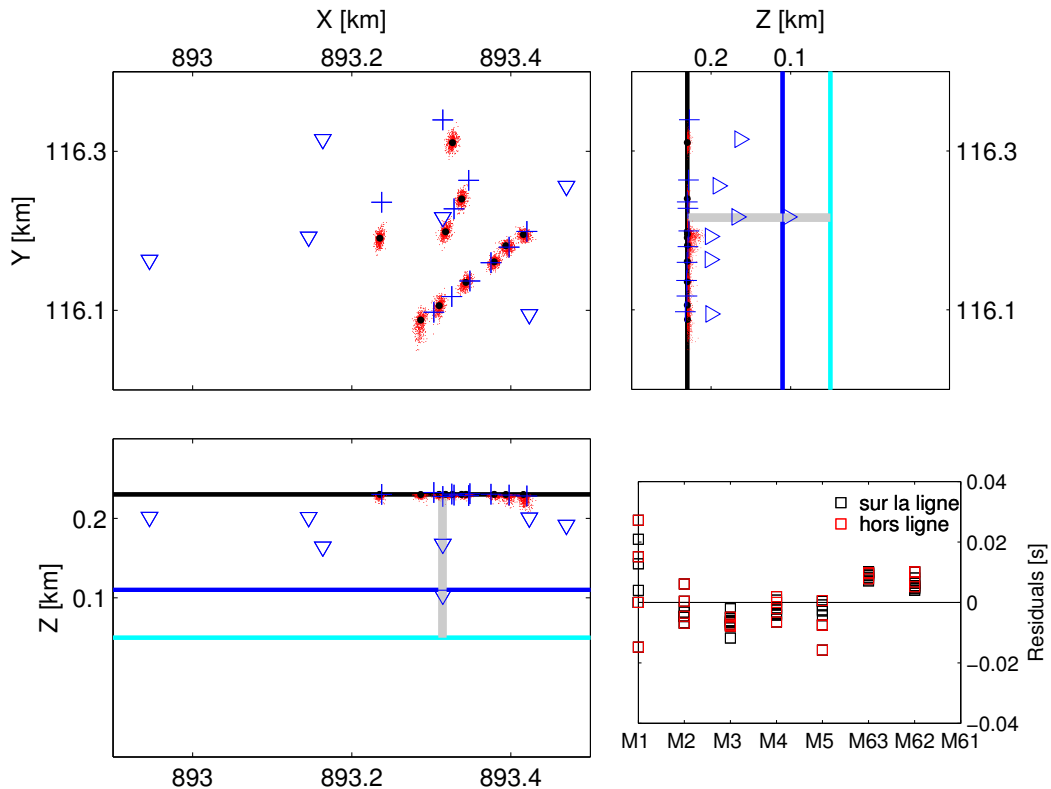 X [km]
893
893.2
893.4
Y [km]
116.3
116.1
Z [km]
0.2
0.1
116.3
116.1
Z [km]
0.2
0.1
893
893.2
893.4
sur la ligne
hors ligne
0.04
0.02
0
−0.02
−0.04
Residuals [s]
M1 M2 M3 M4 M5 M63 M62 M61